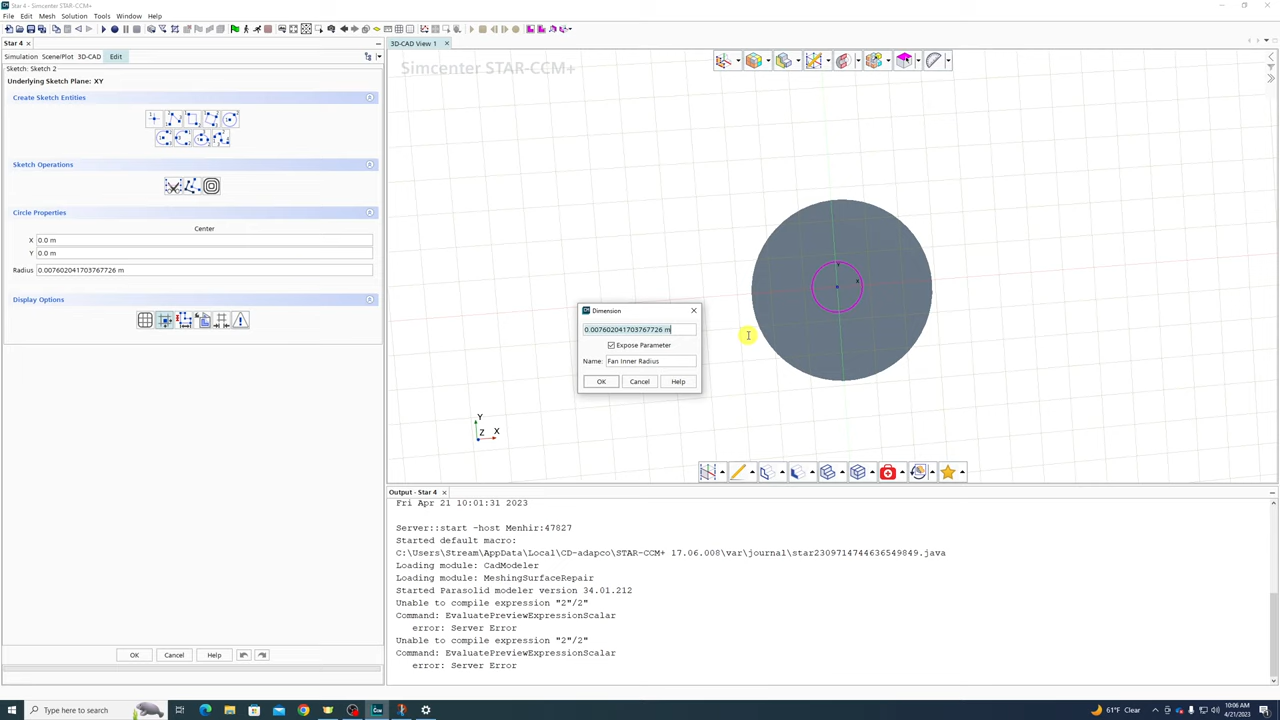 Star 4 - Simcenter STAR-CCM+
File Edit Mesh Solution Tools Window Help
Star 4 ×
3D-CAD View 1 ×
Simulation Scene/Plot 3D-CAD Edit
Sketch: Sketch 2
Simcenter STAR-CCM+
Underlying Sketch Plane: XY
Create Sketch Entities
Sketch Operations
Circle Properties
Center
X 0.0 m
Y 0.0 m
Radius 0.007602041703767726 m
Display Options
Dimension
0.007602041703767726 m
Expose Parameter
Name: Fan Inner Radius
OK Cancel Help
Y
Z X
Output - Star 4 ×
Fri Apr 21 10:01:31 2023
Server::start -host Menhir:47827
Started default macro:
C:\Users\Stream\AppData\Local\CD-adapco\STAR-CCM+ 17.06.008\var\journal\star2309714744636549849.java
Loading module: CadModeler
Loading module: MeshingSurfaceRepair
Started Parasolid modeler version 34.01.212
Unable to compile expression "2"/2"
Command: EvaluatePreviewExpressionScalar
error: Server Error
Unable to compile expression "2"/2"
Command: EvaluatePreviewExpressionScalar
error: Server Error
OK Cancel Help
Type here to search
61°F Clear
10:06 AM
4/21/2023